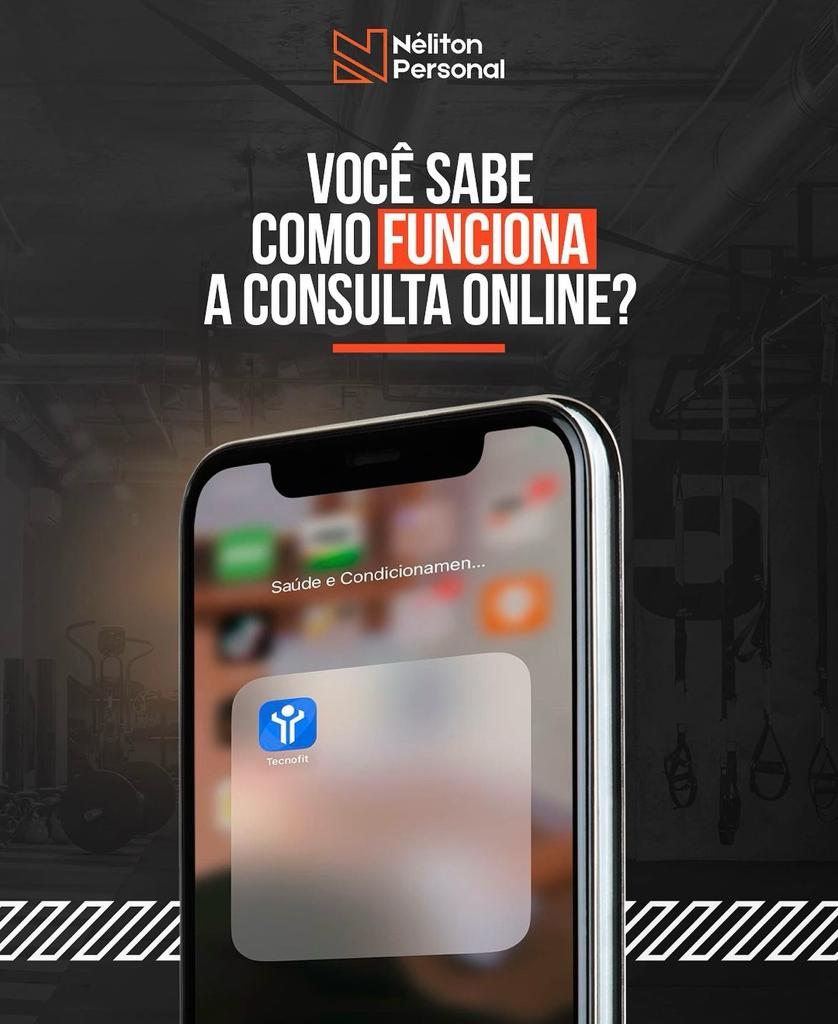 Néliton
Personal
VOCÊ SABE
COMO FUNCIONA
A CONSULTA ONLINE?
Saúde e Condicionamen...
Tecnofit